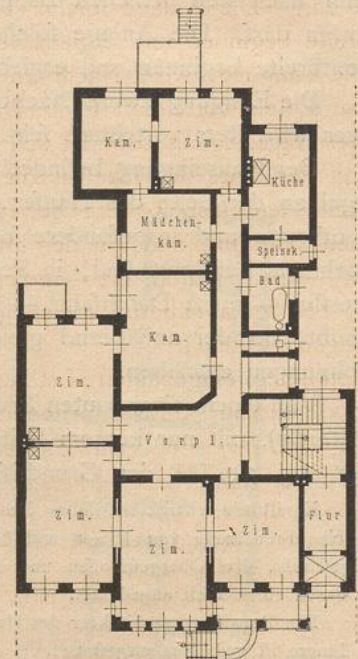 Kam.
Zim.
Küche
Mädchen-
kam.
Speisek.
Bad
Kam.
Zim.
Vorpl.
Zim.
Zim.
Zim.
Flur